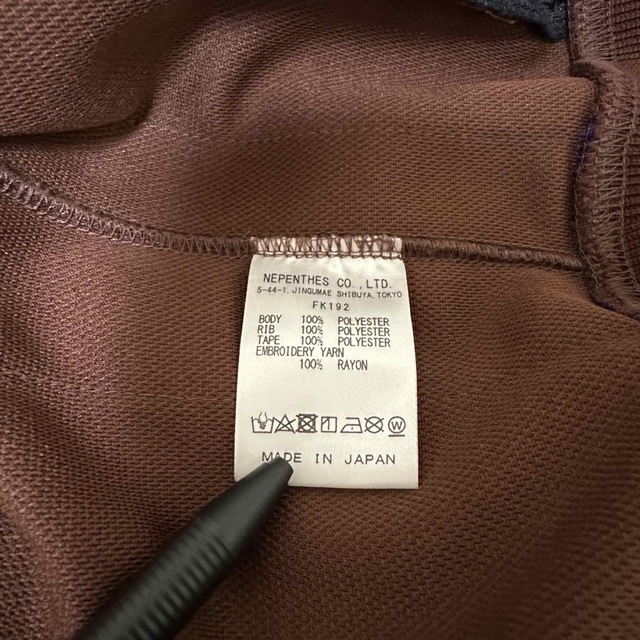 NEPENTHES CO.,LTD.
5-44-1, JINGUMAE SHIBUYA, TOKYO
FK192
BODY 100% POLYESTER
RIB 100% POLYESTER
TAPE 100% POLYESTER
EMBROIDERY YARN
100% RAYON
W
MADE IN JAPAN